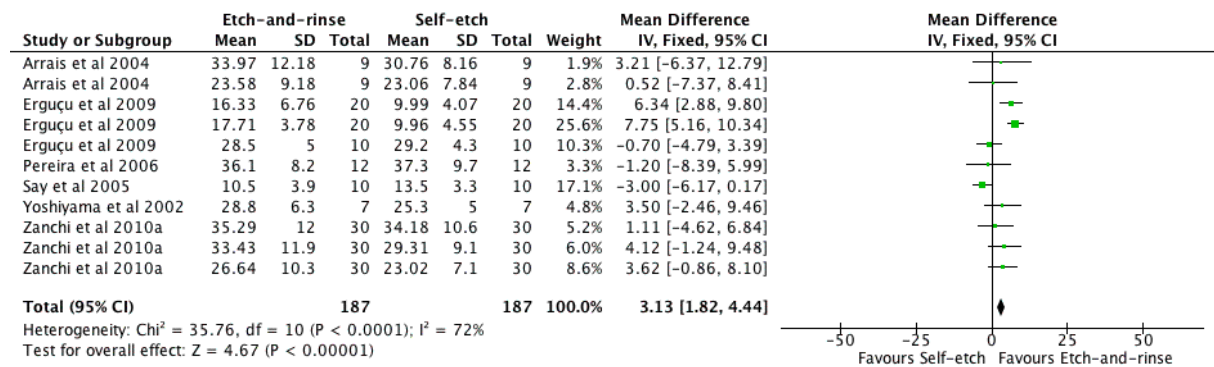 Etch-and-rinse Self-etch Mean Difference Mean Difference
Study or Subgroup Mean SD Total Mean SD Total Weight IV, Fixed, 95% CI IV, Fixed, 95% CI
Arrais et al 2004 33.97 12.18 9 30.76 8.16 9 1.9% 3.21 [-6.37, 12.79]
Arrais et al 2004 23.58 9.18 9 23.06 7.84 9 2.8% 0.52 [-7.37, 8.41]
Erguçu et al 2009 16.33 6.76 20 9.99 4.07 20 14.4% 6.34 [2.88, 9.80]
Erguçu et al 2009 17.71 3.78 20 9.96 4.55 20 25.6% 7.75 [5.16, 10.34]
Erguçu et al 2009 28.5 5 10 29.2 4.3 10 10.3% -0.70 [-4.79, 3.39]
Pereira et al 2006 36.1 8.2 12 37.3 9.7 12 3.3% -1.20 [-8.39, 5.99]
Say et al 2005 10.5 3.9 10 13.5 3.3 10 17.1% -3.00 [-6.17, 0.17]
Yoshiyama et al 2002 28.8 6.3 7 25.3 5 7 4.8% 3.50 [-2.46, 9.46]
Zanchi et al 2010a 35.29 12 30 34.18 10.6 30 5.2% 1.11 [-4.62, 6.84]
Zanchi et al 2010a 33.43 11.9 30 29.31 9.1 30 6.0% 4.12 [-1.24, 9.48]
Zanchi et al 2010a 26.64 10.3 30 23.02 7.1 30 8.6% 3.62 [-0.86, 8.10]
Total (95% CI) 187 187 100.0% 3.13 [1.82, 4.44]
Heterogeneity: Chi² = 35.76, df = 10 (P < 0.0001); I² = 72%
Test for overall effect: Z = 4.67 (P < 0.00001)
-50 -25 0 25 50
Favours Self-etch Favours Etch-and-rinse